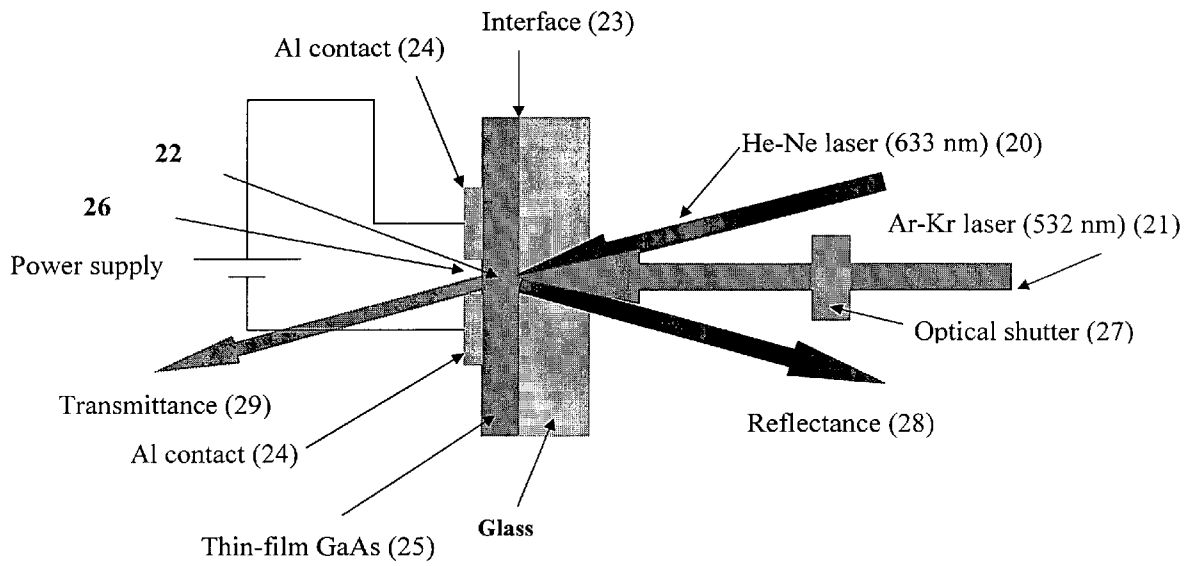 Interface (23)
Al contact (24)
He-Ne laser (633 nm) (20)
22
26
Ar-Kr laser (532 nm) (21)
Power supply
Optical shutter (27)
Transmittance (29)
Reflectance (28)
Al contact (24)
Glass
Thin-film GaAs (25)